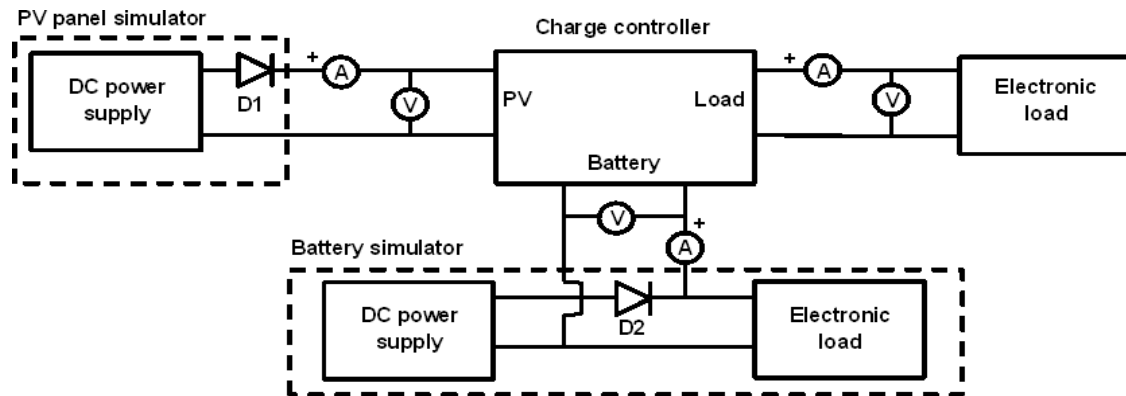 PV panel simulator
Charge controller
DC power
supply
D1
+
A
V
PV
Load
Battery
+
A
V
Electronic
load
V
+
A
Battery simulator
DC power
supply
D2
Electronic
load